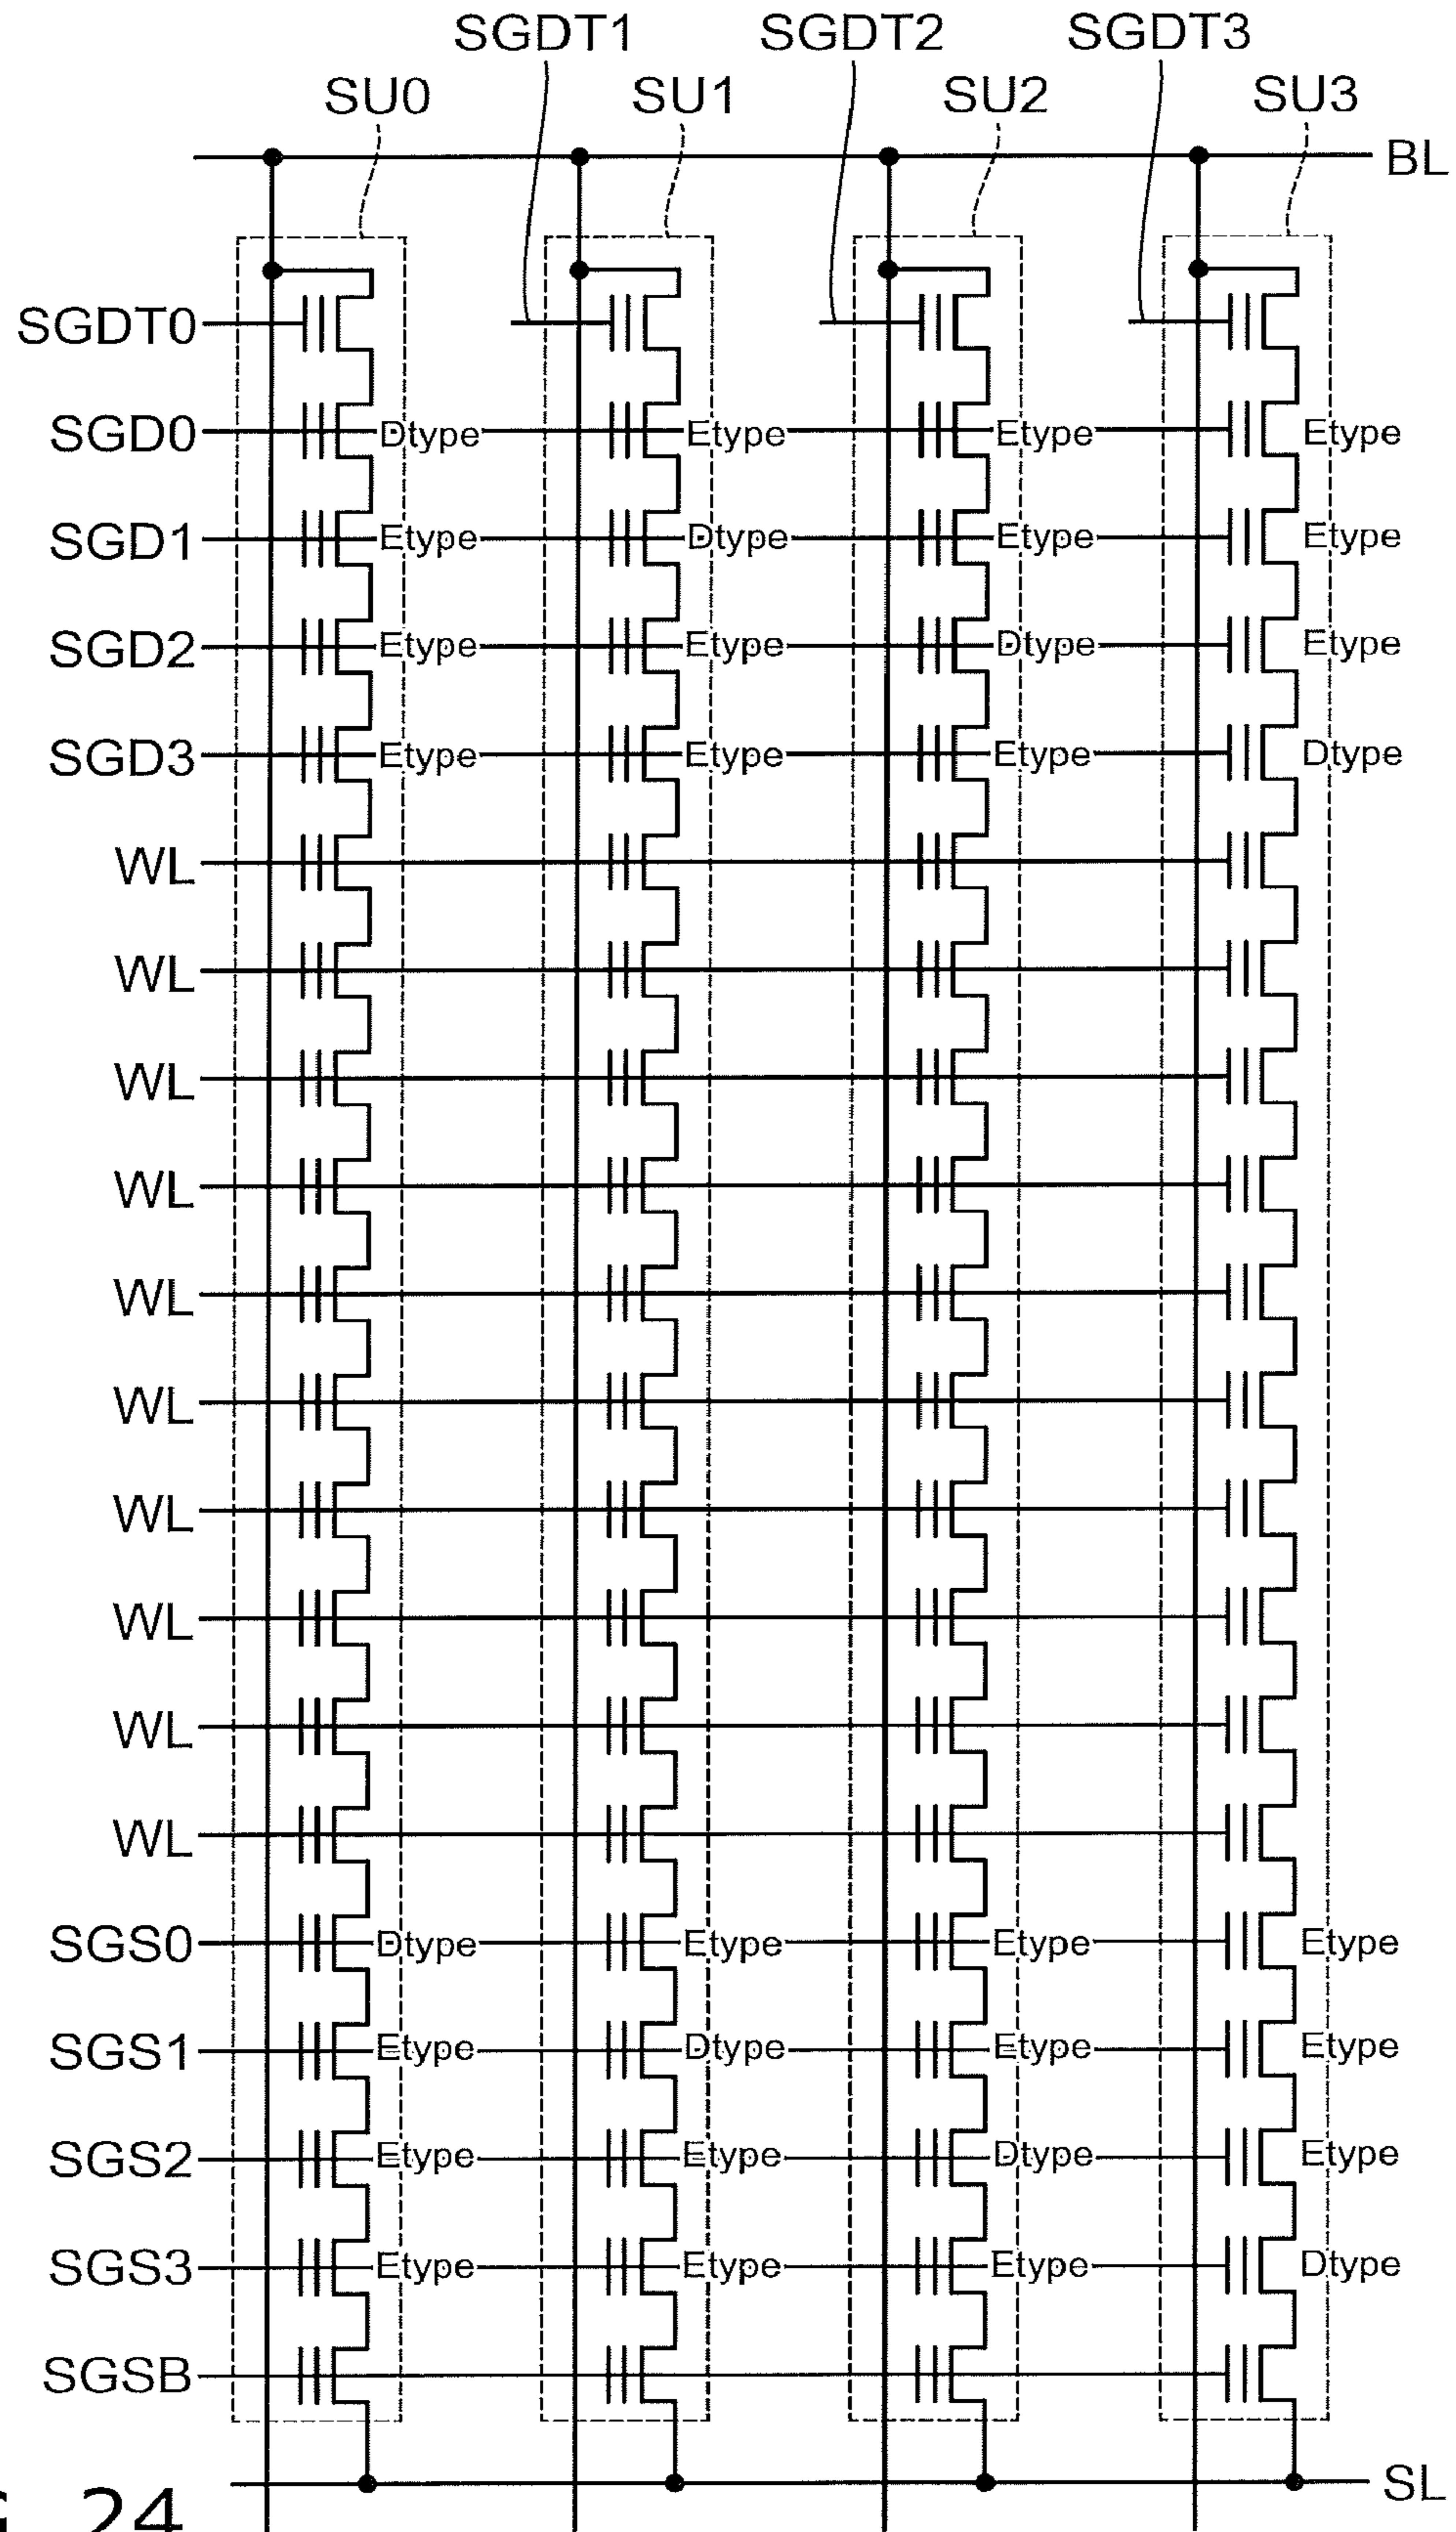 SGDT1 SGDT2 SGDT3
SU0 SU1 SU2 SU3
BL
SGDT0
SGD0 Dtype Etype Etype Etype
SGD1 Etype Dtype Etype Etype
SGD2 Etype Etype Dtype Etype
SGD3 Etype Etype Etype Dtype
WL
WL
WL
WL
WL
WL
WL
WL
WL
WL
SGS0 Dtype Etype Etype Etype
SGS1 Etype Dtype Etype Etype
SGS2 Etype Etype Dtype Etype
SGS3 Etype Etype Etype Dtype
SGSB
SL
24